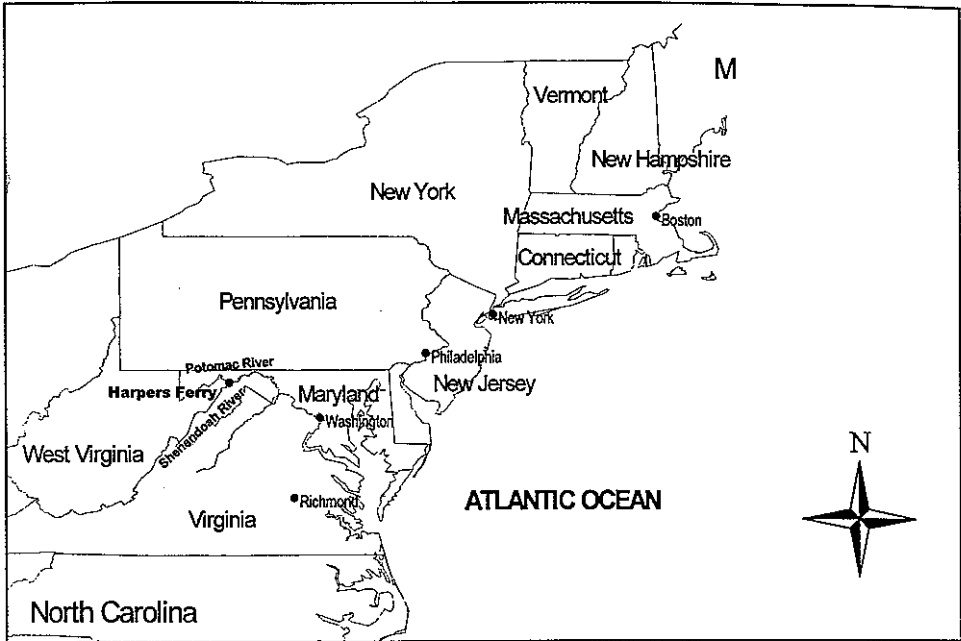 M
Vermont
New Hampshire
New York
Massachusetts
Boston
Connecticut
Pennsylvania
New York
Philadelphia
Potomac River
New Jersey
Harpers Ferry
Maryland
Shenandoah River
Washington
West Virginia
N
Richmond
ATLANTIC OCEAN
Virginia
North Carolina